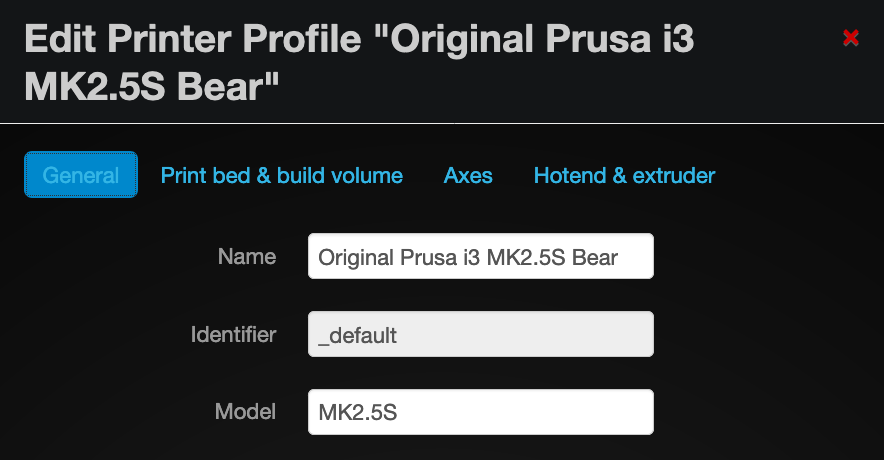 Edit Printer Profile "Original Prusa i3
MK2.5S Bear"
General Print bed & build volume Axes Hotend & extruder
Name Original Prusa i3 MK2.5S Bear
Identifier _default
Model MK2.5S